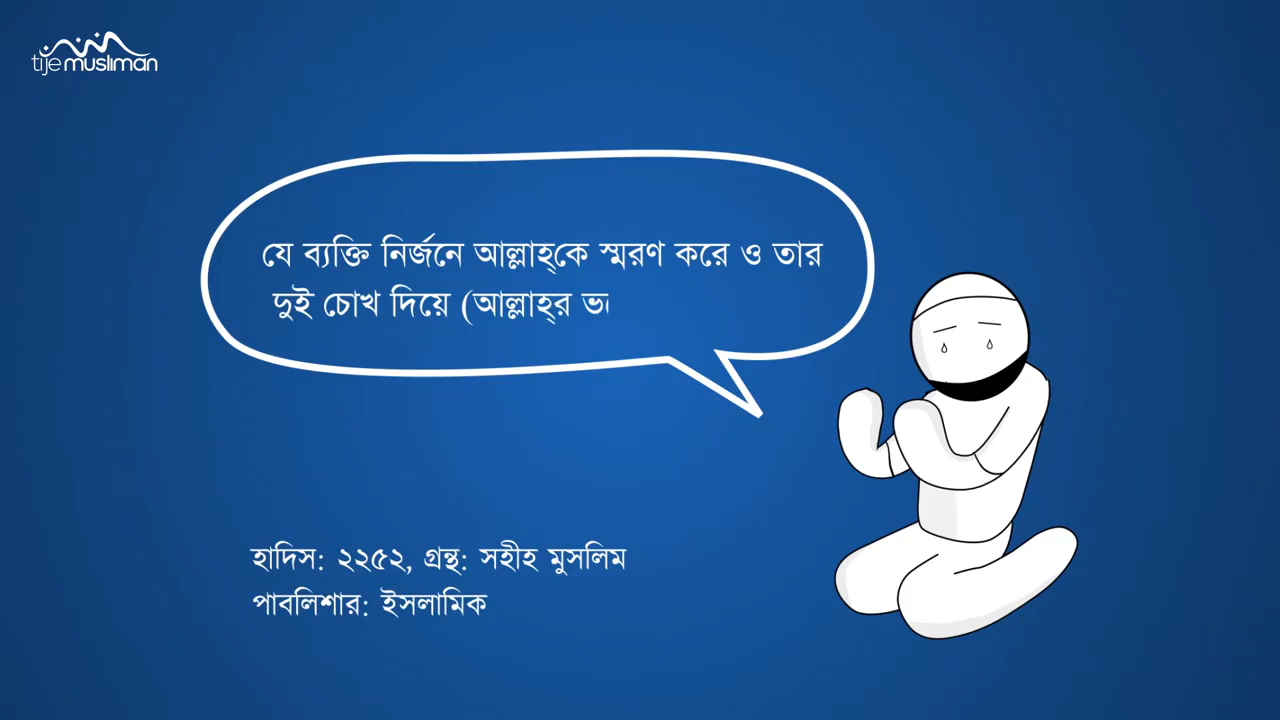 tijemusliman
যে ব্যক্তি নির্জনে আল্লাহ্‌কে স্মরণ করে ও তার
দুই চোখ দিয়ে (আল্লাহ্‌র
হাদিস: ২২৫২, গ্রন্থ: সহীহ মুসলিম
পাবলিশার: ইসলামিক